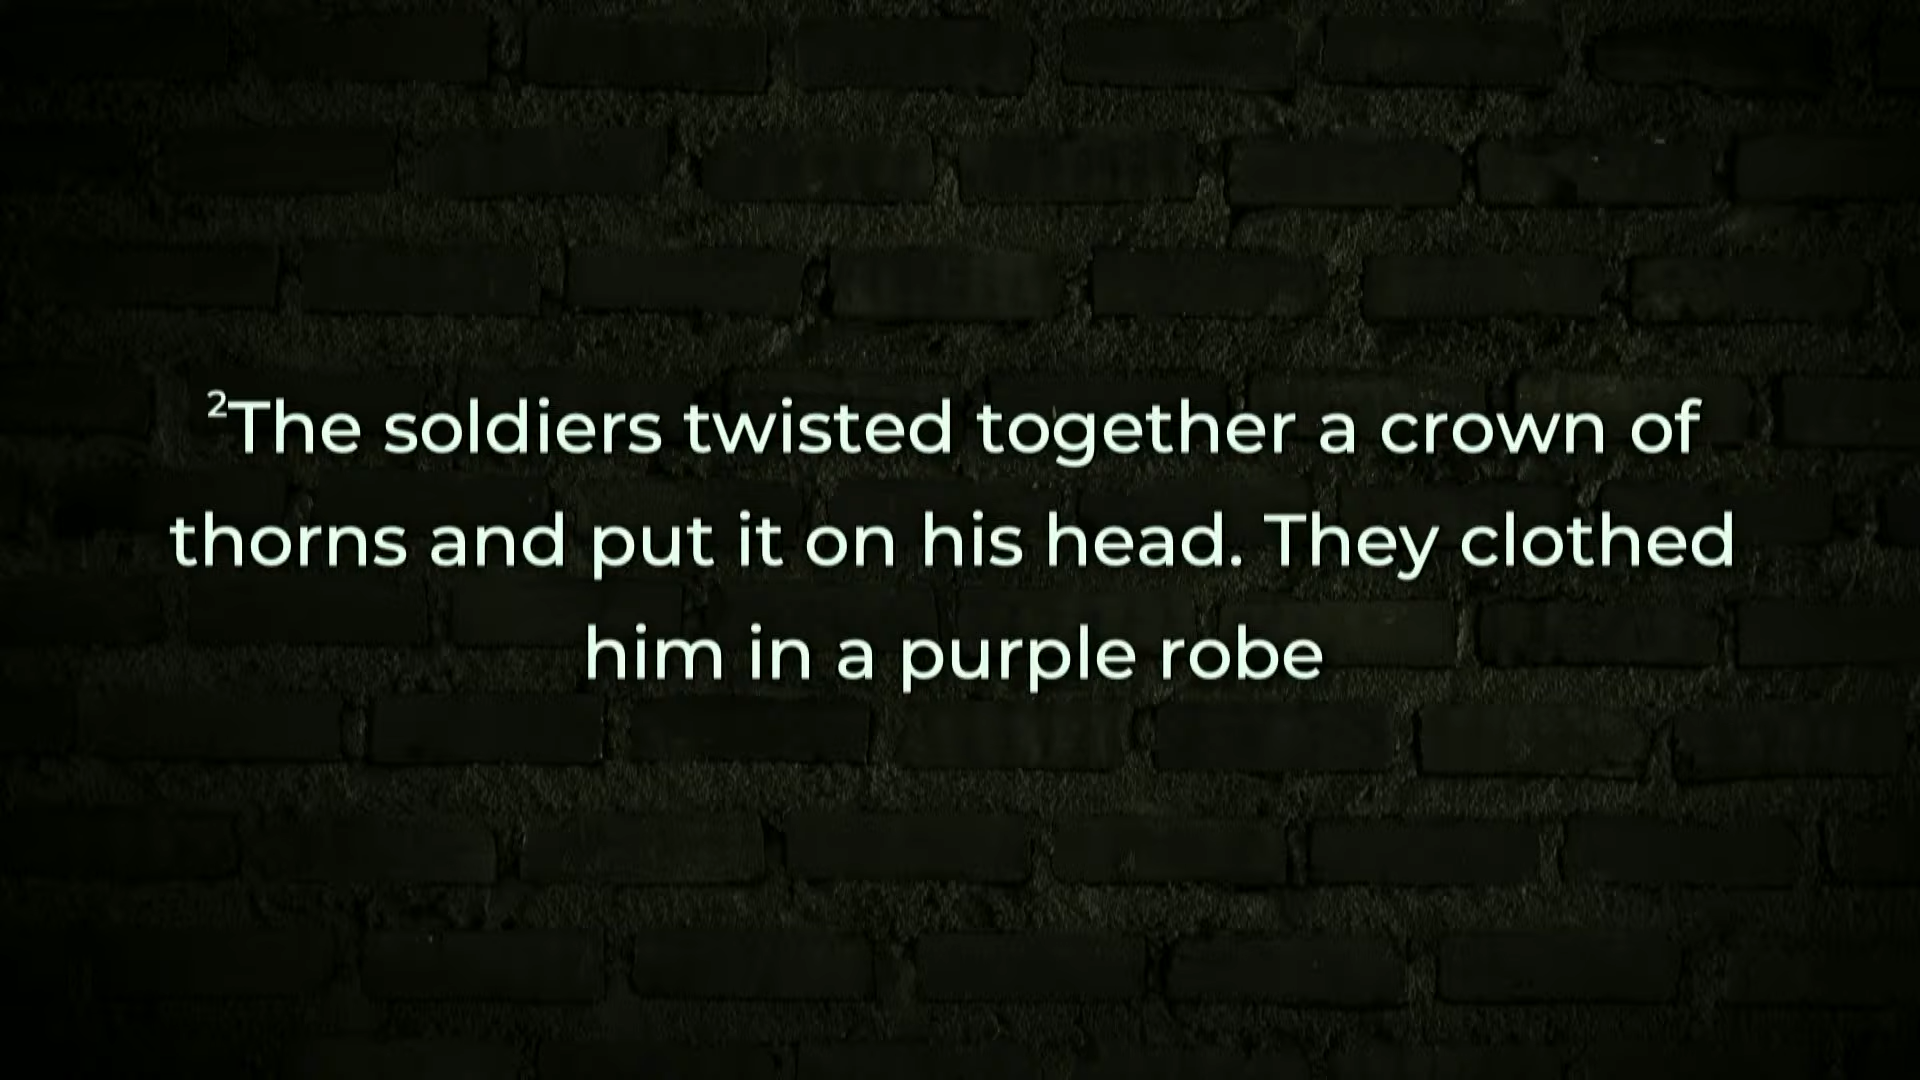 ²The soldiers twisted together a crown of
thorns and put it on his head. They clothed
him in a purple robe